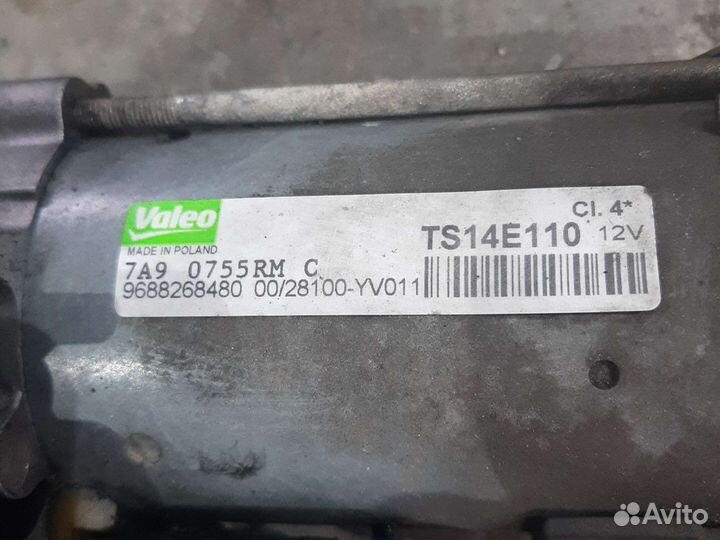 Valeo
MADE IN POLAND
Cl. 4*
TS14E110 12V
7A9 0755RM C
9688268480 00/28100-YV011
Avito